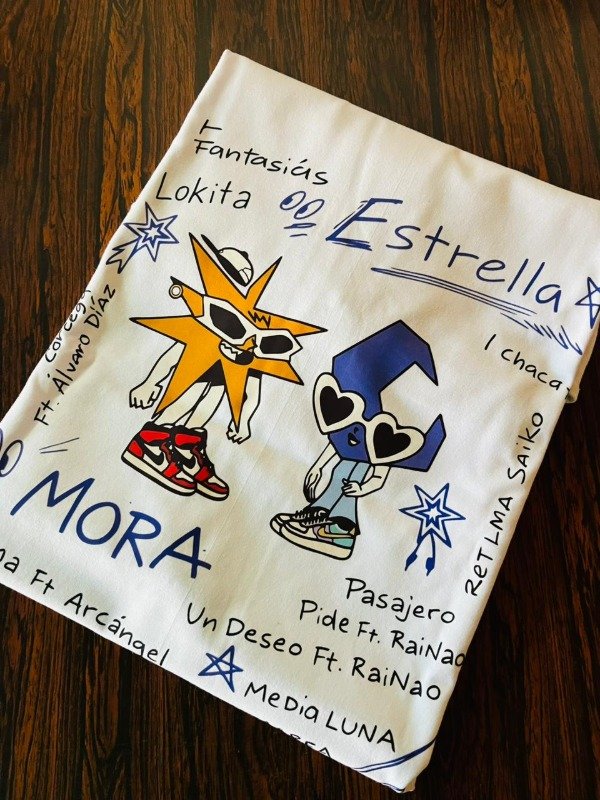 Fantasiás
Lokita
Estrella
Ft. Álvaro Díaz
1 chaca
RETLMA SAIKO
MORA
Ft Arcángel
Pasajero
Pide Ft. RaiNao
Un Deseo Ft. RaiNao
MeDia LUNA